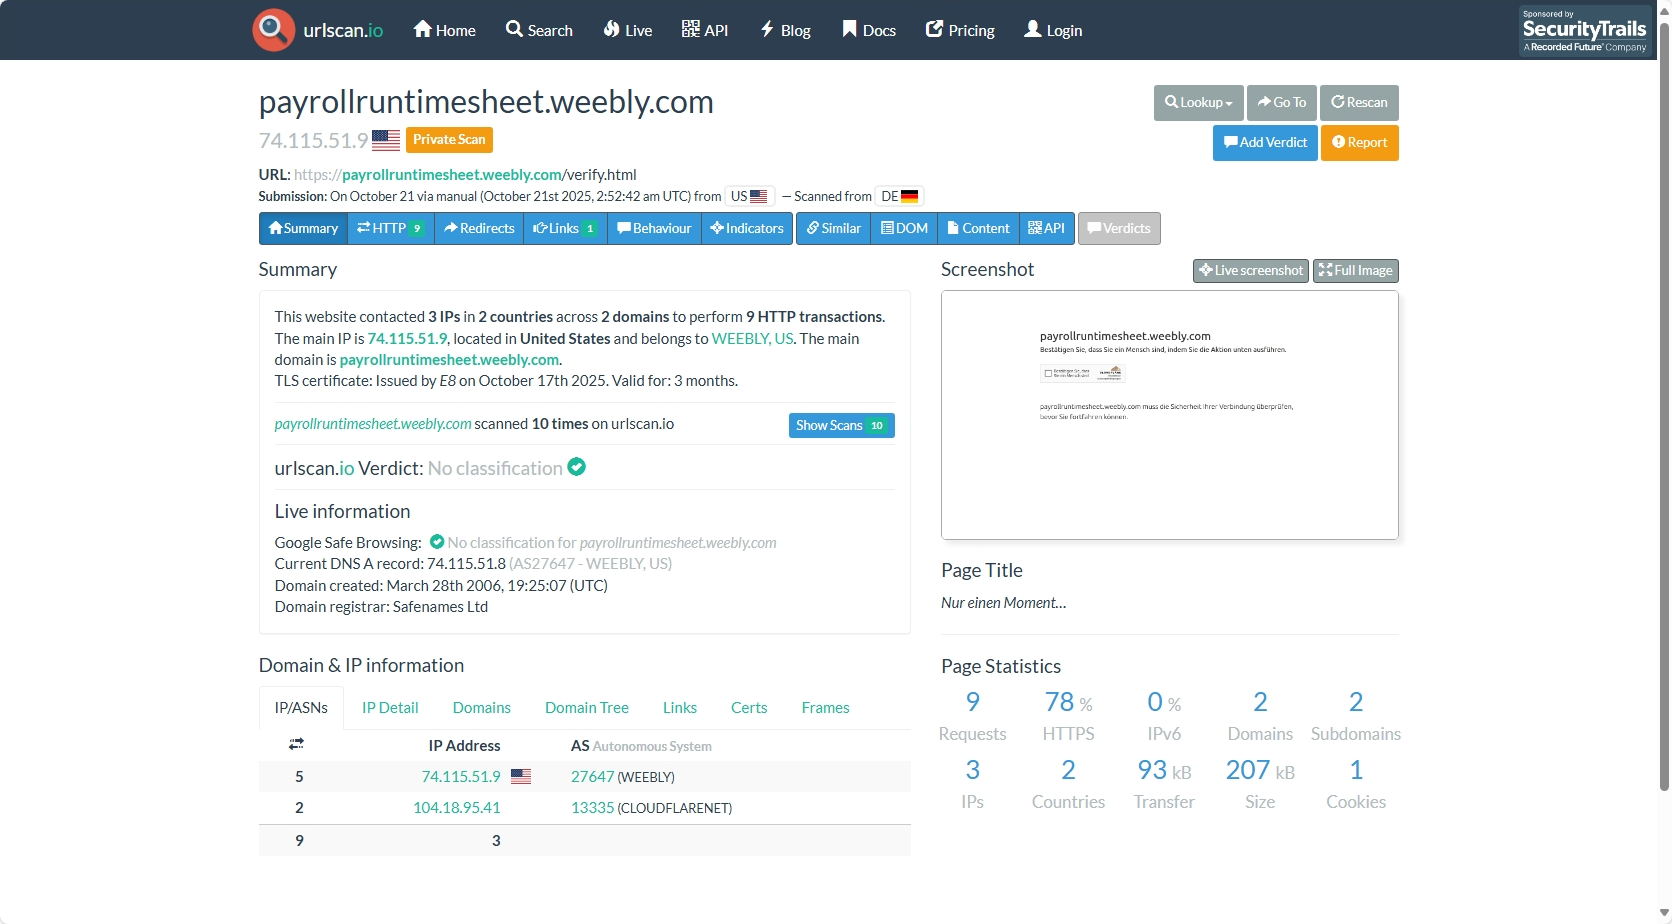 urlscan.io Home Search Live API Blog Docs Pricing Login
Sponsored by
SecurityTrails
A Recorded Future® Company
payrollruntimesheet.weebly.com
Lookup Go To Rescan
74.115.51.9 Private Scan
Add Verdict Report
URL: https://payrollruntimesheet.weebly.com/verify.html
Submission: On October 21 via manual (October 21st 2025, 2:52:42 am UTC) from US — Scanned from DE
Summary HTTP 9 Redirects Links 1 Behaviour Indicators Similar DOM Content API Verdicts
Summary
This website contacted 3 IPs in 2 countries across 2 domains to perform 9 HTTP transactions.
The main IP is 74.115.51.9, located in United States and belongs to WEEBLY, US. The main
domain is payrollruntimesheet.weebly.com.
TLS certificate: Issued by E8 on October 17th 2025. Valid for: 3 months.
payrollruntimesheet.weebly.com scanned 10 times on urlscan.io Show Scans 10
urlscan.io Verdict: No classification
Live information
Google Safe Browsing: No classification for payrollruntimesheet.weebly.com
Current DNS A record: 74.115.51.8 (AS27647 - WEEBLY, US)
Domain created: March 28th 2006, 19:25:07 (UTC)
Domain registrar: Safenames Ltd
Screenshot Live screenshot Full Image
payrollruntimesheet.weebly.com
Bestätigen Sie, dass Sie ein Mensch sind, indem Sie die Aktion unten ausführen.
Bestätigen Sie, dass
Sie ein Mensch sind
payrollruntimesheet.weebly.com muss die Sicherheit Ihrer Verbindung überprüfen,
bevor Sie fortfahren können.
Page Title
Nur einen Moment...
Domain & IP information
IP/ASNs IP Detail Domains Domain Tree Links Certs Frames
IP Address AS Autonomous System
5 74.115.51.9 27647 (WEEBLY)
2 104.18.95.41 13335 (CLOUDFLARENET)
9 3
Page Statistics
9 78 % 0 % 2 2
Requests HTTPS IPv6 Domains Subdomains
3 2 93 kB 207 kB 1
IPs Countries Transfer Size Cookies